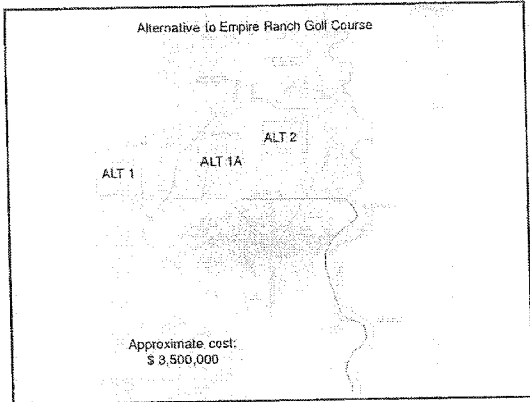 Alternative to Empire Ranch Golf Course
ALT 2
ALT 1A
ALT 1
Approximate cost:
$ 3,500,000